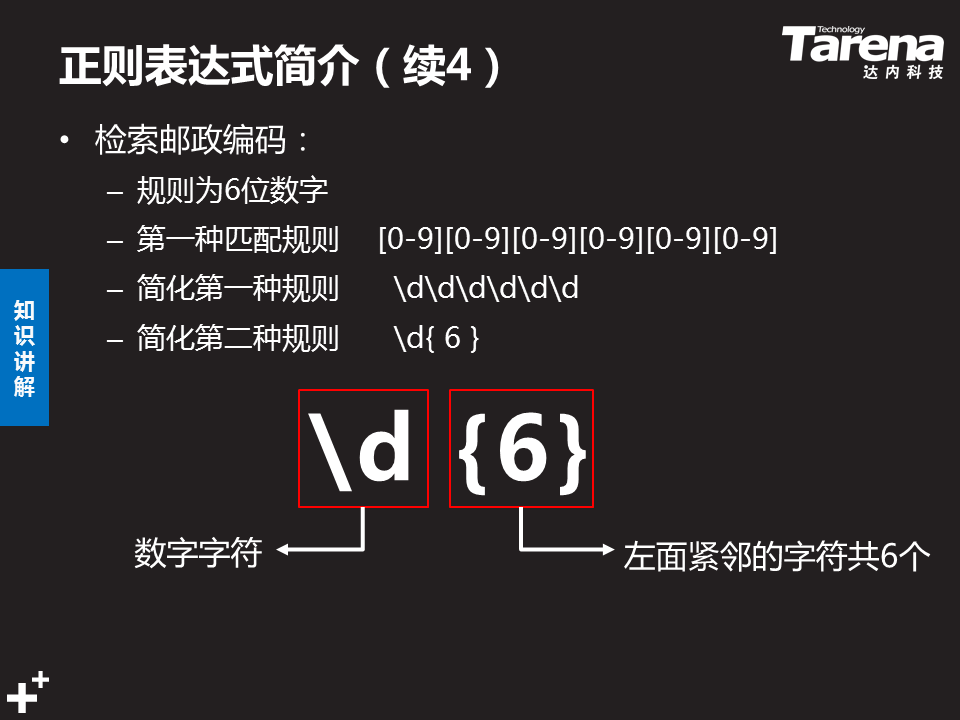 正则表达式简介（续4）
Technology
Tarena
达内科技
• 检索邮政编码：
– 规则为6位数字
– 第一种匹配规则 [0-9][0-9][0-9][0-9][0-9][0-9]
– 简化第一种规则 \d\d\d\d\d\d
– 简化第二种规则 \d{ 6 }
知识讲解
\d {6}
数字字符
左面紧邻的字符共6个